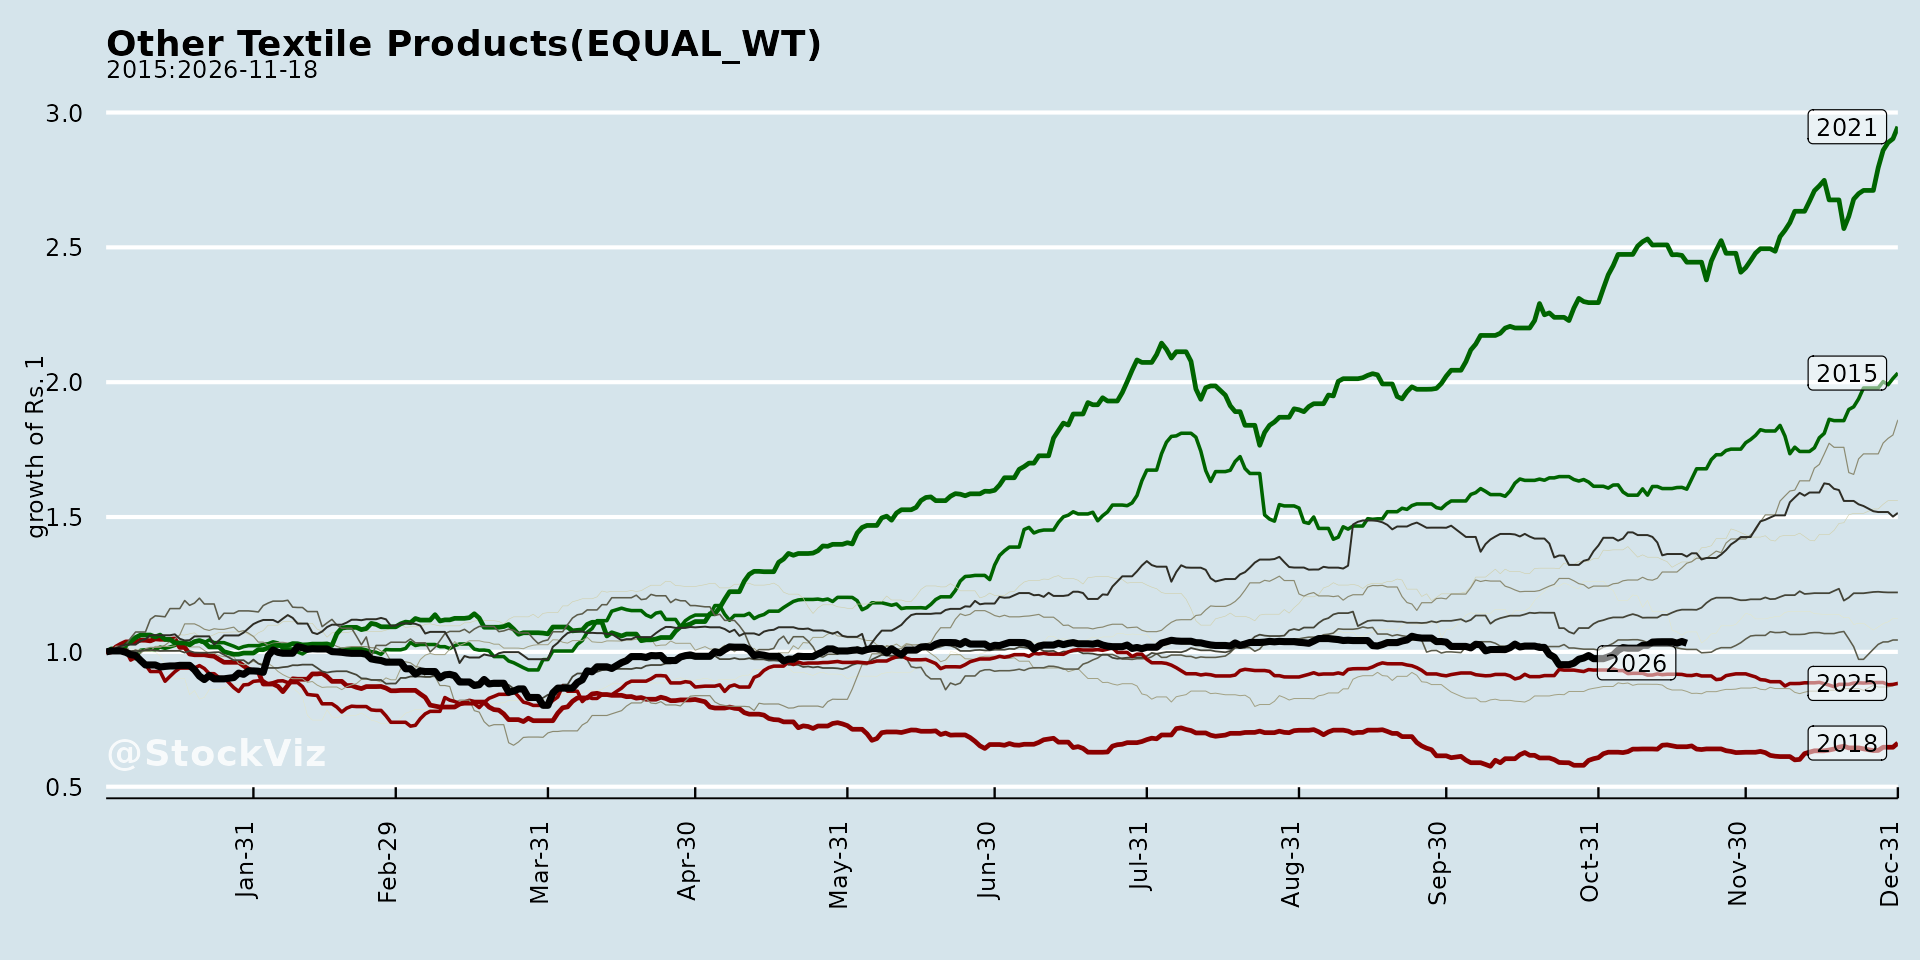 Other Textile Products(EQUAL_WT)
2015:2026-11-18
growth of Rs. 1
3.0
2.5
2.0
1.5
1.0
0.5
2021
2015
2026
2025
2018
@StockViz
Jan-31
Feb-29
Mar-31
Apr-30
May-31
Jun-30
Jul-31
Aug-31
Sep-30
Oct-31
Nov-30
Dec-31